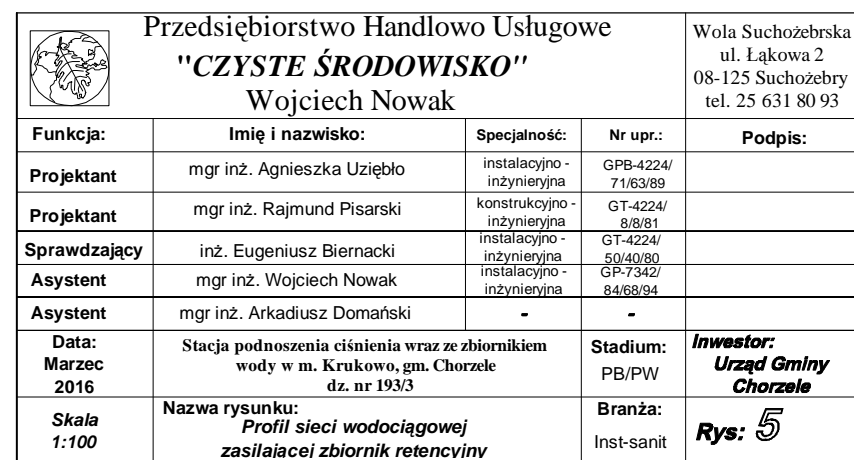 Przedsiębiorstwo Handlowo Usługowe
"CZYSTE ŚRODOWISKO"
Wojciech Nowak
Wola Suchożebrska
ul. Łąkowa 2
08-125 Suchożebry
tel. 25 631 80 93
Funkcja: Imię i nazwisko: Specjalność: Nr upr.: Podpis:
Projektant mgr inż. Agnieszka Uziębło instalacyjno - inżynieryjna GPB-4224/ 71/63/89
Projektant mgr inż. Rajmund Pisarski konstrukcyjno - inżynieryjna GT-4224/ 8/8/81
Sprawdzający inż. Eugeniusz Biernacki instalacyjno - inżynieryjna GT-4224/ 50/40/80
Asystent mgr inż. Wojciech Nowak instalacyjno - inżynieryjna GP-7342/ 84/68/94
Asystent mgr inż. Arkadiusz Domański - -
Data:
Marzec
2016
Stacja podnoszenia ciśnienia wraz ze zbiornikiem
wody w m. Krukowo, gm. Chorzele
dz. nr 193/3
Stadium:
PB/PW
Inwestor:
Urząd Gminy
Chorzele
Skala
1:100
Nazwa rysunku:
Profil sieci wodociągowej
zasilającej zbiornik retencyjny
Branża:
Inst-sanit
Rys: 5